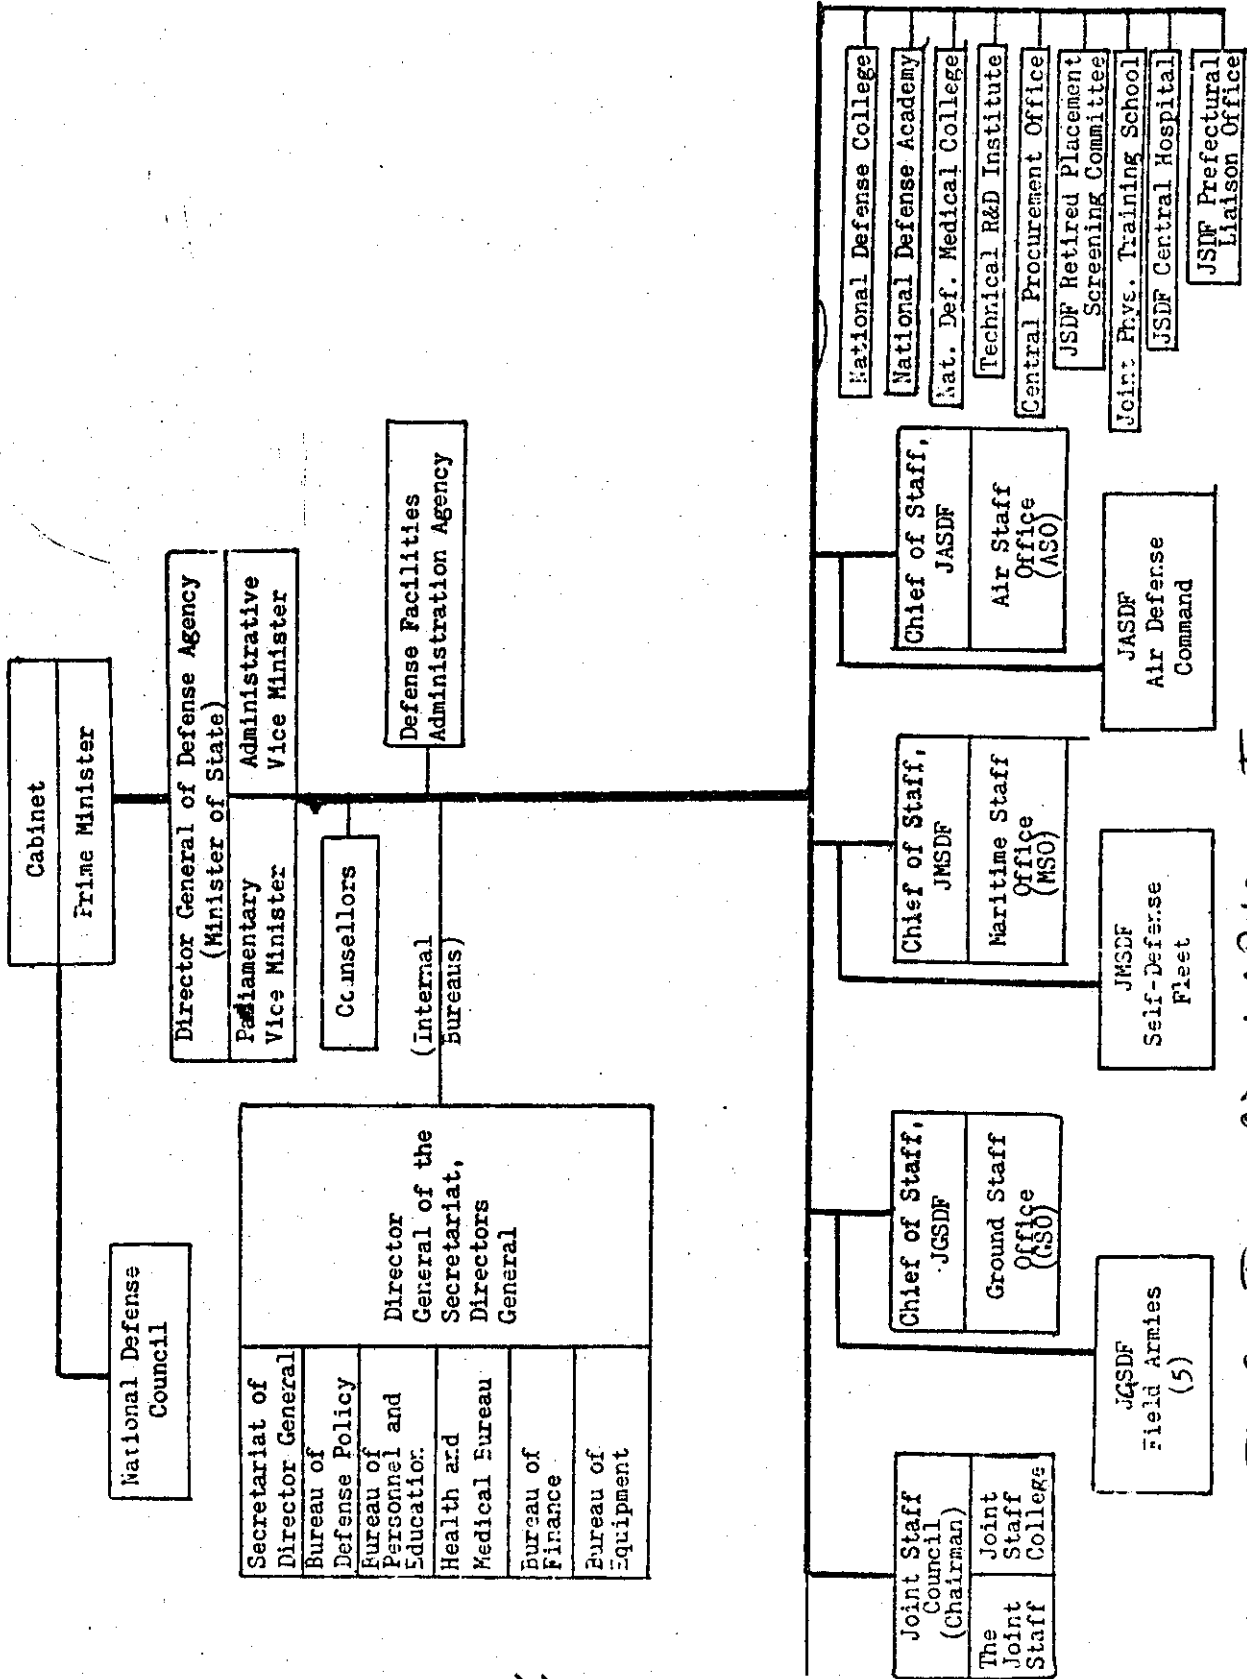 Cabinet
Prime Minister
National Defense
Council
Director General of Defense Agency
(Minister of State)
Parliamentary
Vice Minister
Administrative
Vice Minister
Counsellors
(Internal
Bureaus)
Defense Facilities
Administration Agency
Secretariat of
Director General
Bureau of
Defense Policy
Bureau of
Personnel and
Education
Health and
Medical Bureau
Bureau of
Finance
Bureau of
Equipment
Director
General of the
Secretariat,
Directors
General
Joint Staff
Council
(Chairman)
The
Joint
Staff
Joint
Staff
College
Chief of Staff,
JGSDF
Ground Staff
Office
(GSO)
JGSDF
Field Armies
(5)
Chief of Staff,
JMSDF
Maritime Staff
Office
(MSO)
JMSDF
Self-Defense
Fleet
Chief of Staff,
JASDF
Air Staff
Office
(ASO)
JASDF
Air Defense
Command
National Defense College
National Defense Academy
Nat. Def. Medical College
Technical R&D Institute
Central Procurement Office
JSDF Retired Placement
Screening Committee
Joint Phys. Training School
JSDF Central Hospital
JSDF Prefectural
Liaison Office